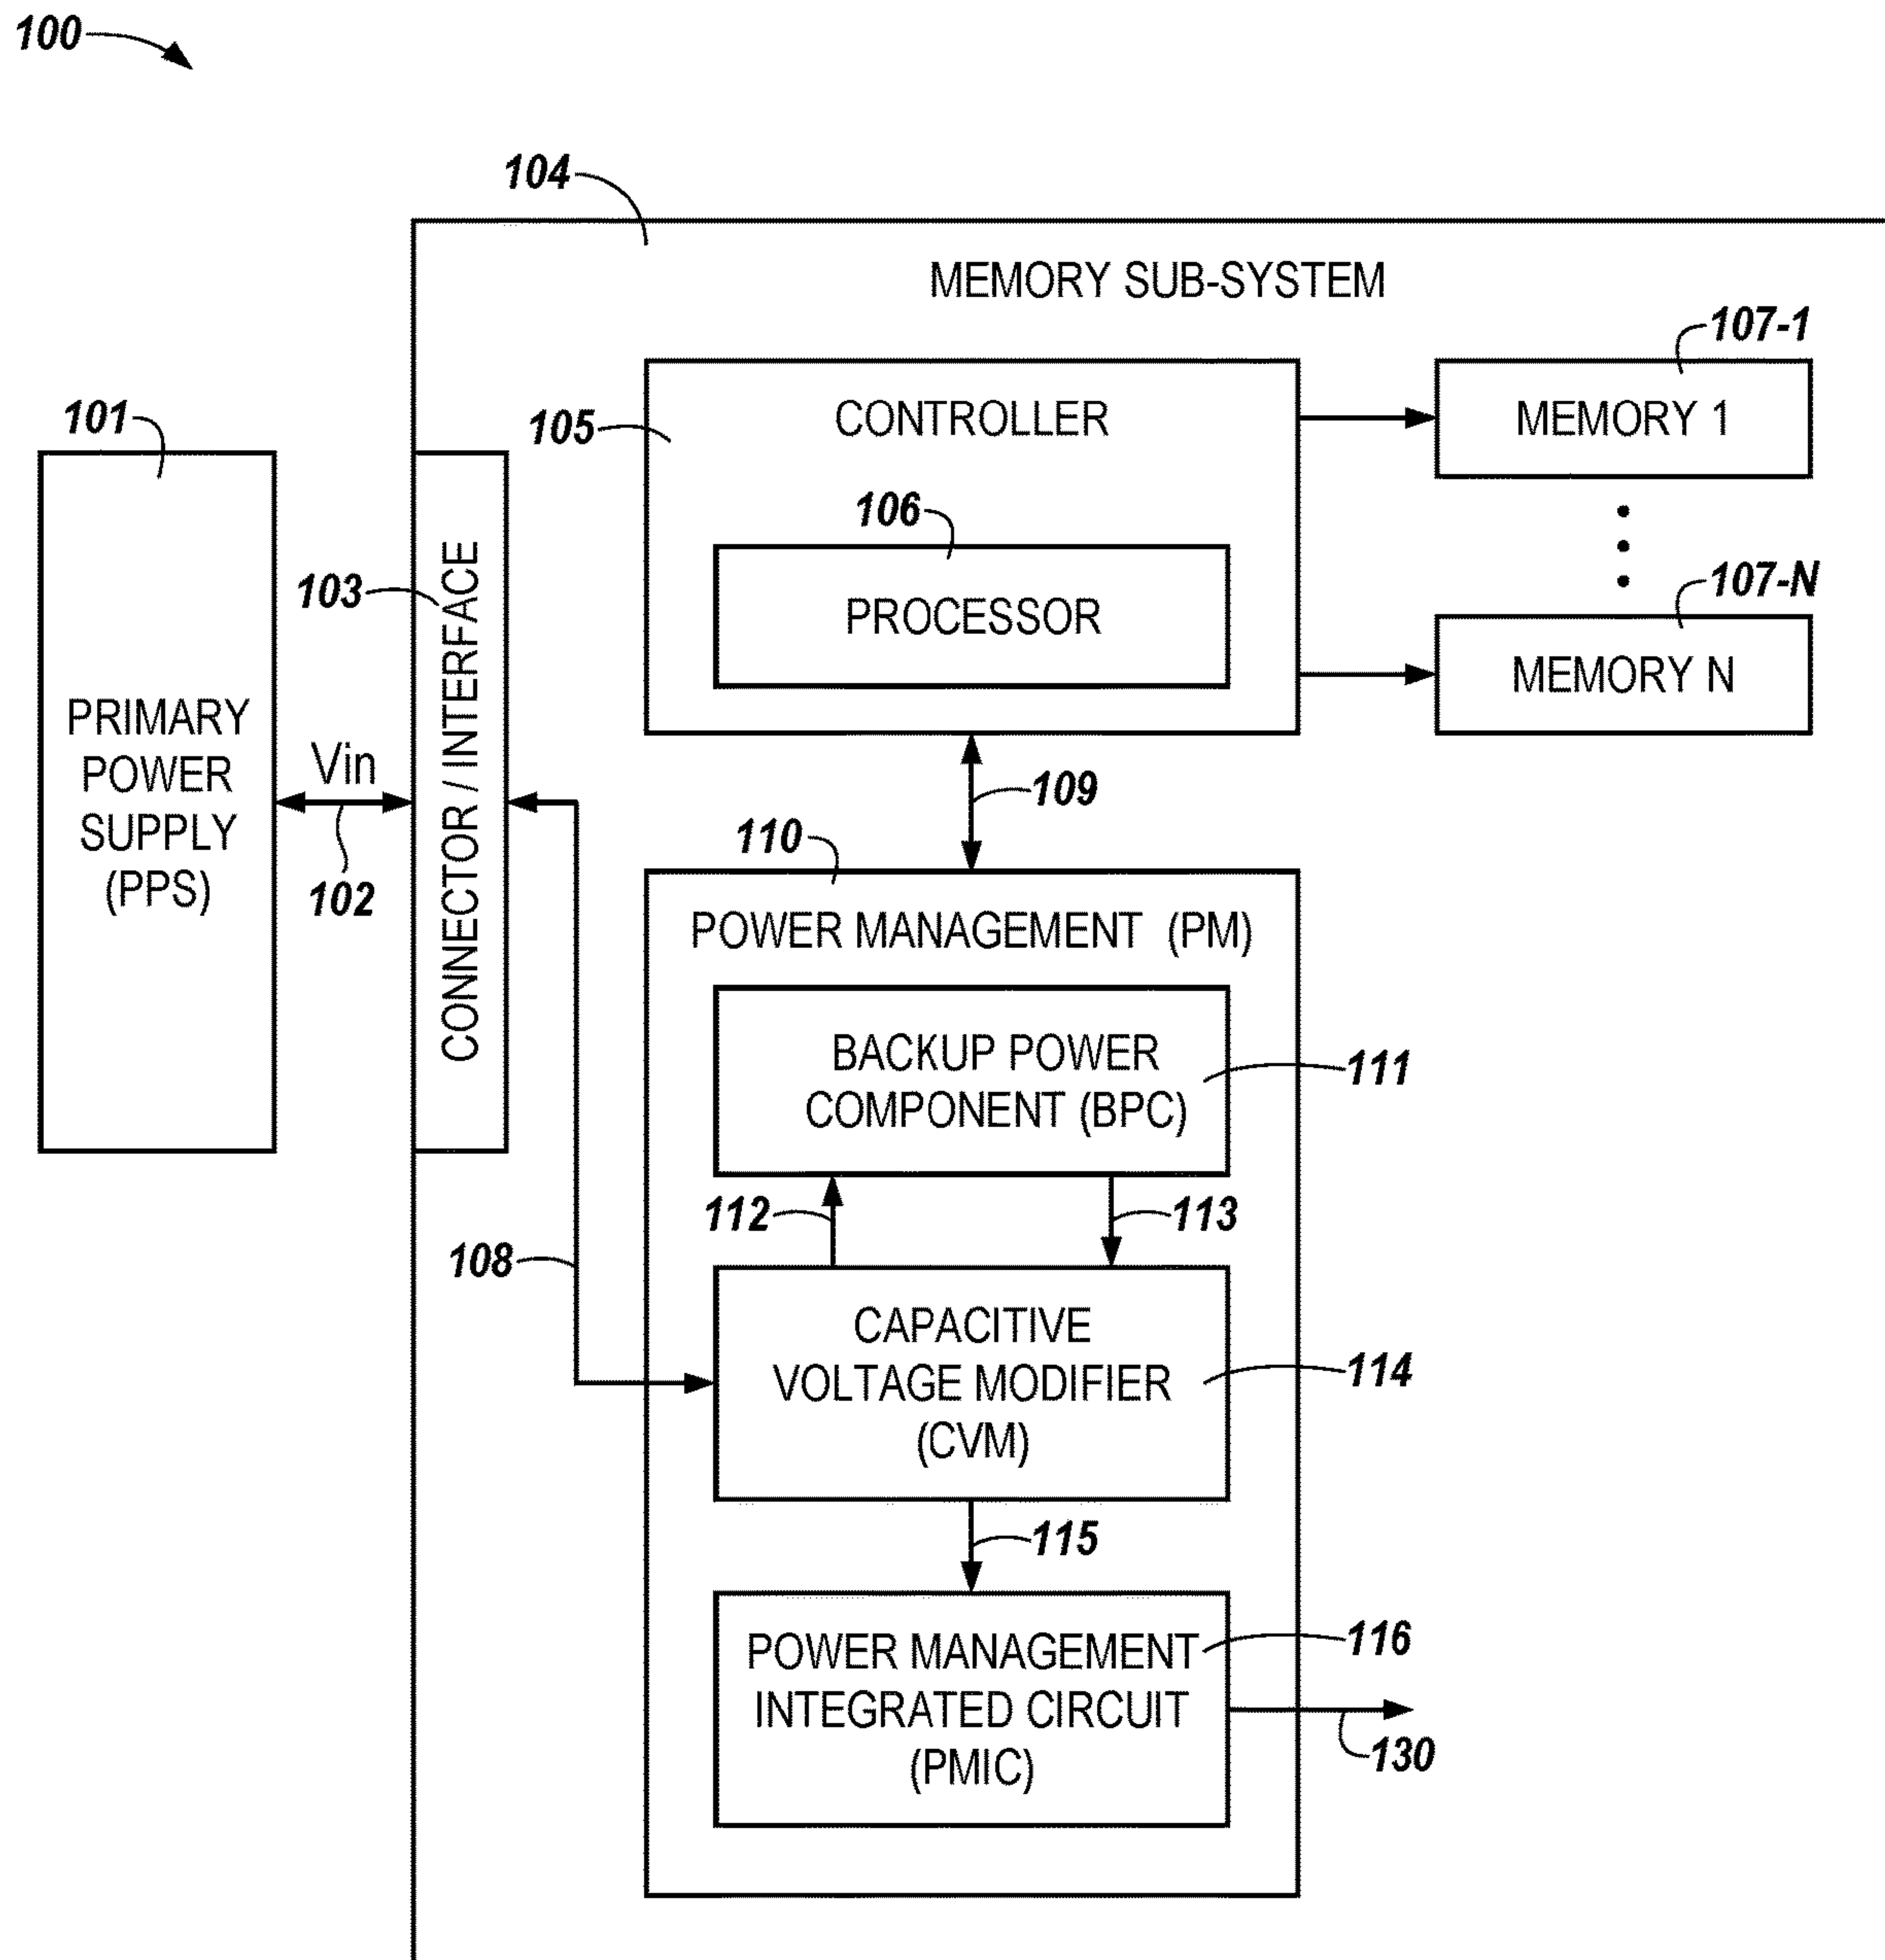 100
104
MEMORY SUB-SYSTEM
107-1
101
105
CONTROLLER
MEMORY 1
106
103
PROCESSOR
107-N
MEMORY N
CONNECTOR / INTERFACE
PRIMARY
POWER
SUPPLY
(PPS)
Vin
102
109
110
POWER MANAGEMENT (PM)
BACKUP POWER
COMPONENT (BPC)
111
112
113
108
CAPACITIVE
VOLTAGE MODIFIER
(CVM)
114
115
POWER MANAGEMENT
INTEGRATED CIRCUIT
(PMIC)
116
130